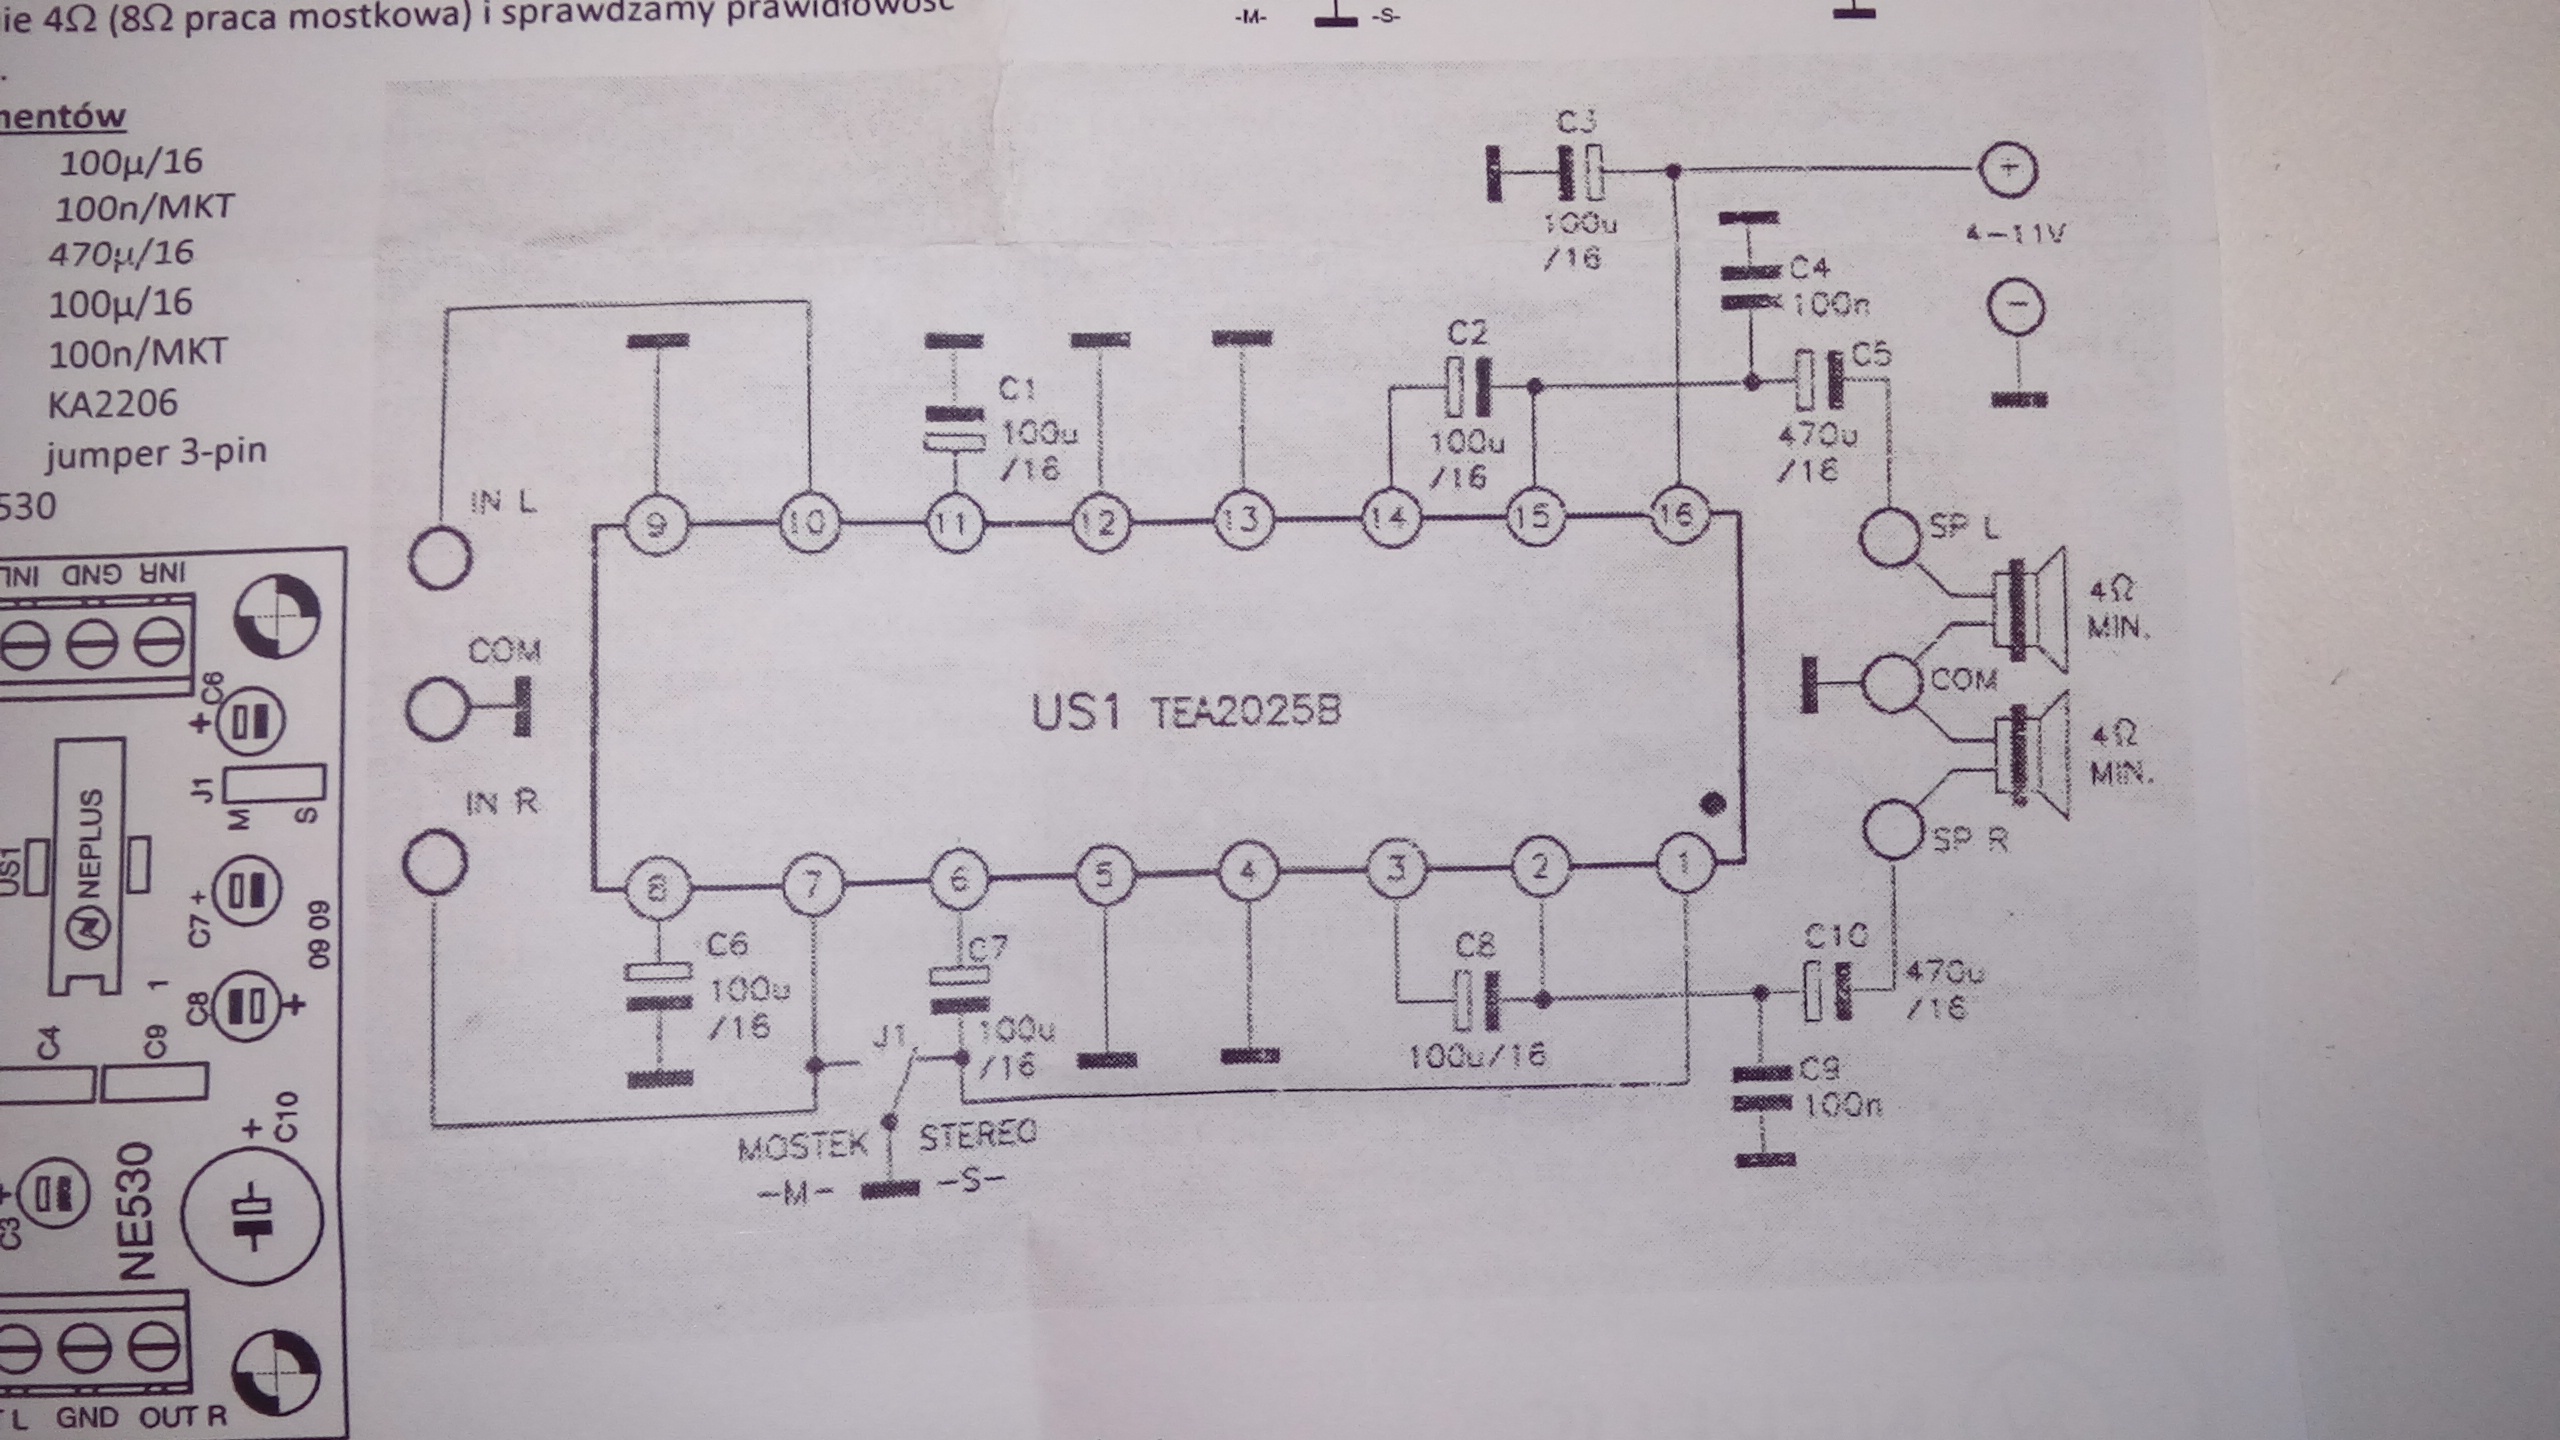 ie 4Ω (8Ω praca mostkowa) i sprawdzamy prawidłowość
.
mentów
100µ/16
100n/MKT
470µ/16
100µ/16
100n/MKT
KA2206
jumper 3-pin
530
-M- -S-
C3
100u
/16
+
4-11V
-
C4
100n
C2
100u
/16
C5
470u
/16
C1
100u
/16
IN L
9 10 11 12 13 14 15 16
SP L
4Ω
MIN.
COM
COM
US1 TEA2025B
4Ω
MIN.
IN R
SP R
8 7 6 5 4 3 2 1
C6
100u
/16
C7
100u
/16
J1
C8
100u/16
C10
470u
/16
C9
100n
MOSTEK STEREO
-M- -S-
INL GND INR
+ C6
J1
M S
US1
NEPLUS
C7 +
09 09
1
C8 +
C4
C9
+
C10
C3 +
NE530
T L GND OUT R